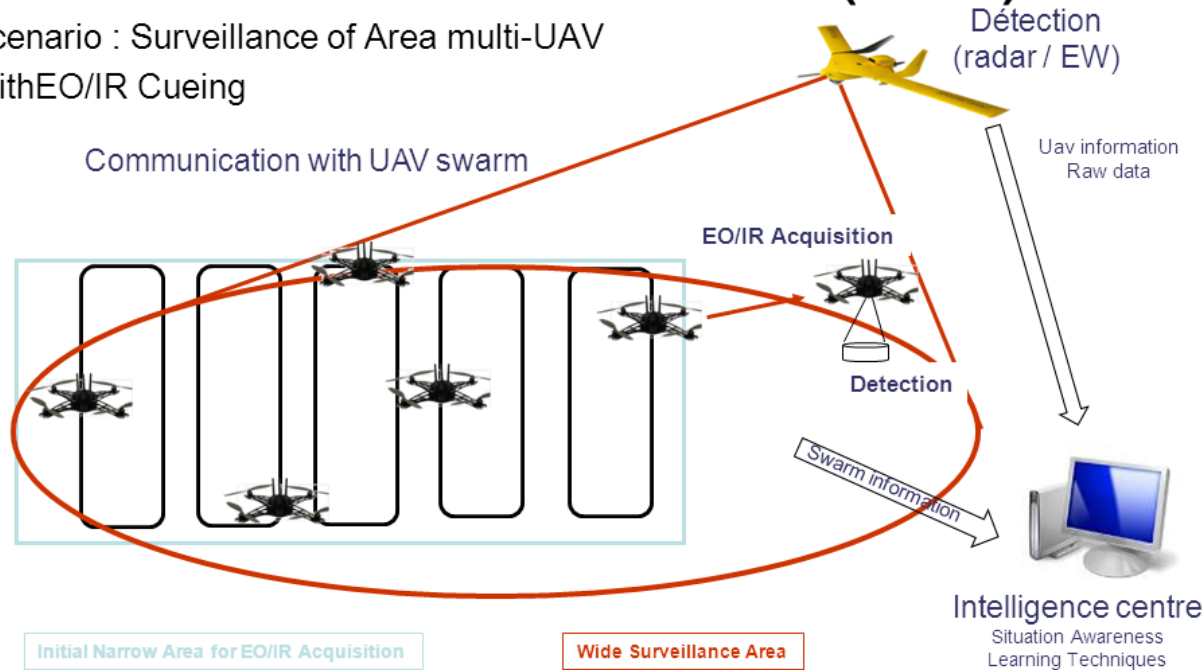 cenario : Surveillance of Area multi-UAV
ithEO/IR Cueing
Détection
(radar / EW)
Communication with UAV swarm
Uav information
Raw data
EO/IR Acquisition
Detection
Swarm information
Intelligence centre
Situation Awareness
Learning Techniques
Initial Narrow Area for EO/IR Acquisition
Wide Surveillance Area